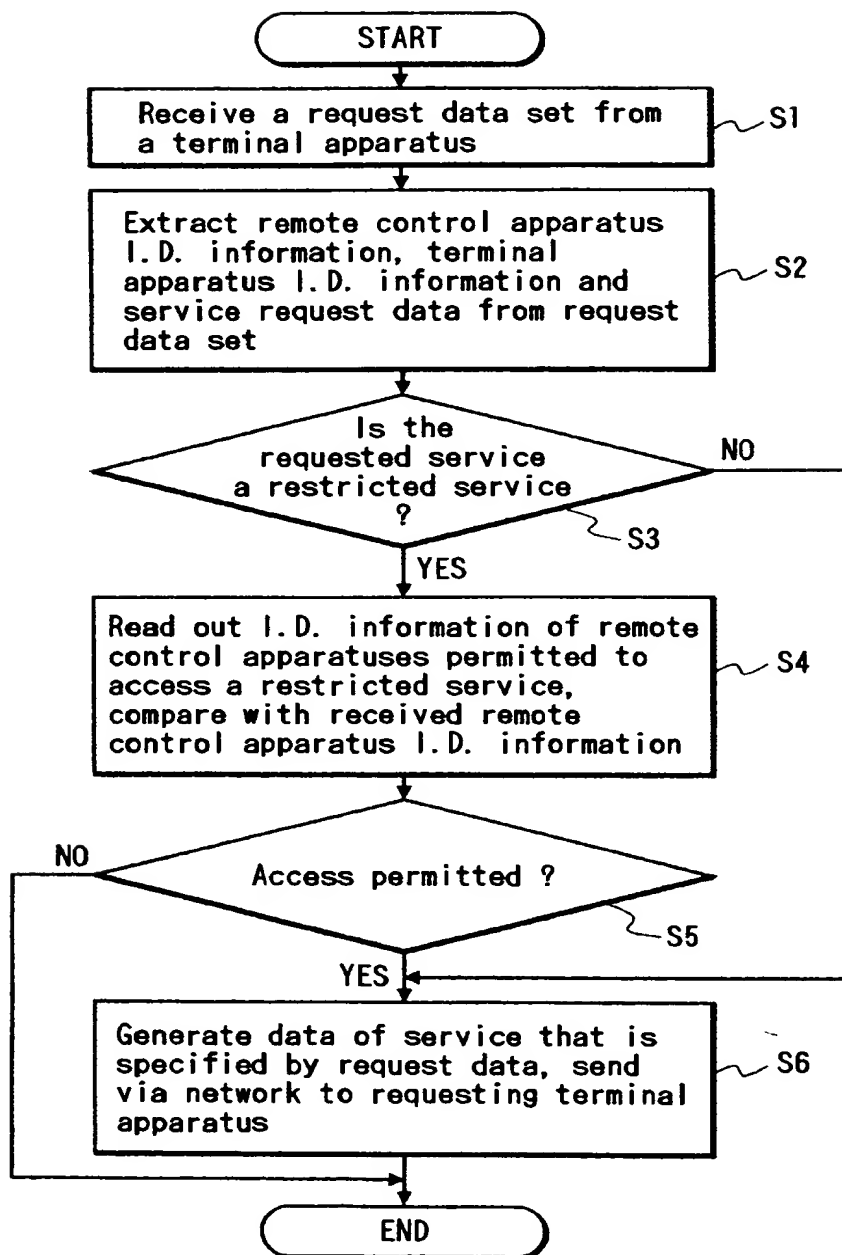 START
Receive a request data set from
a terminal apparatus
S1
Extract remote control apparatus
I.D. information, terminal
apparatus I.D. information and
service request data from request
data set
S2
Is the
requested service
a restricted service
?
NO
S3
YES
Read out I.D. information of remote
control apparatuses permitted to
access a restricted service,
compare with received remote
control apparatus I.D. information
S4
NO
Access permitted ?
S5
YES
Generate data of service that is
specified by request data, send
via network to requesting terminal
apparatus
S6
END